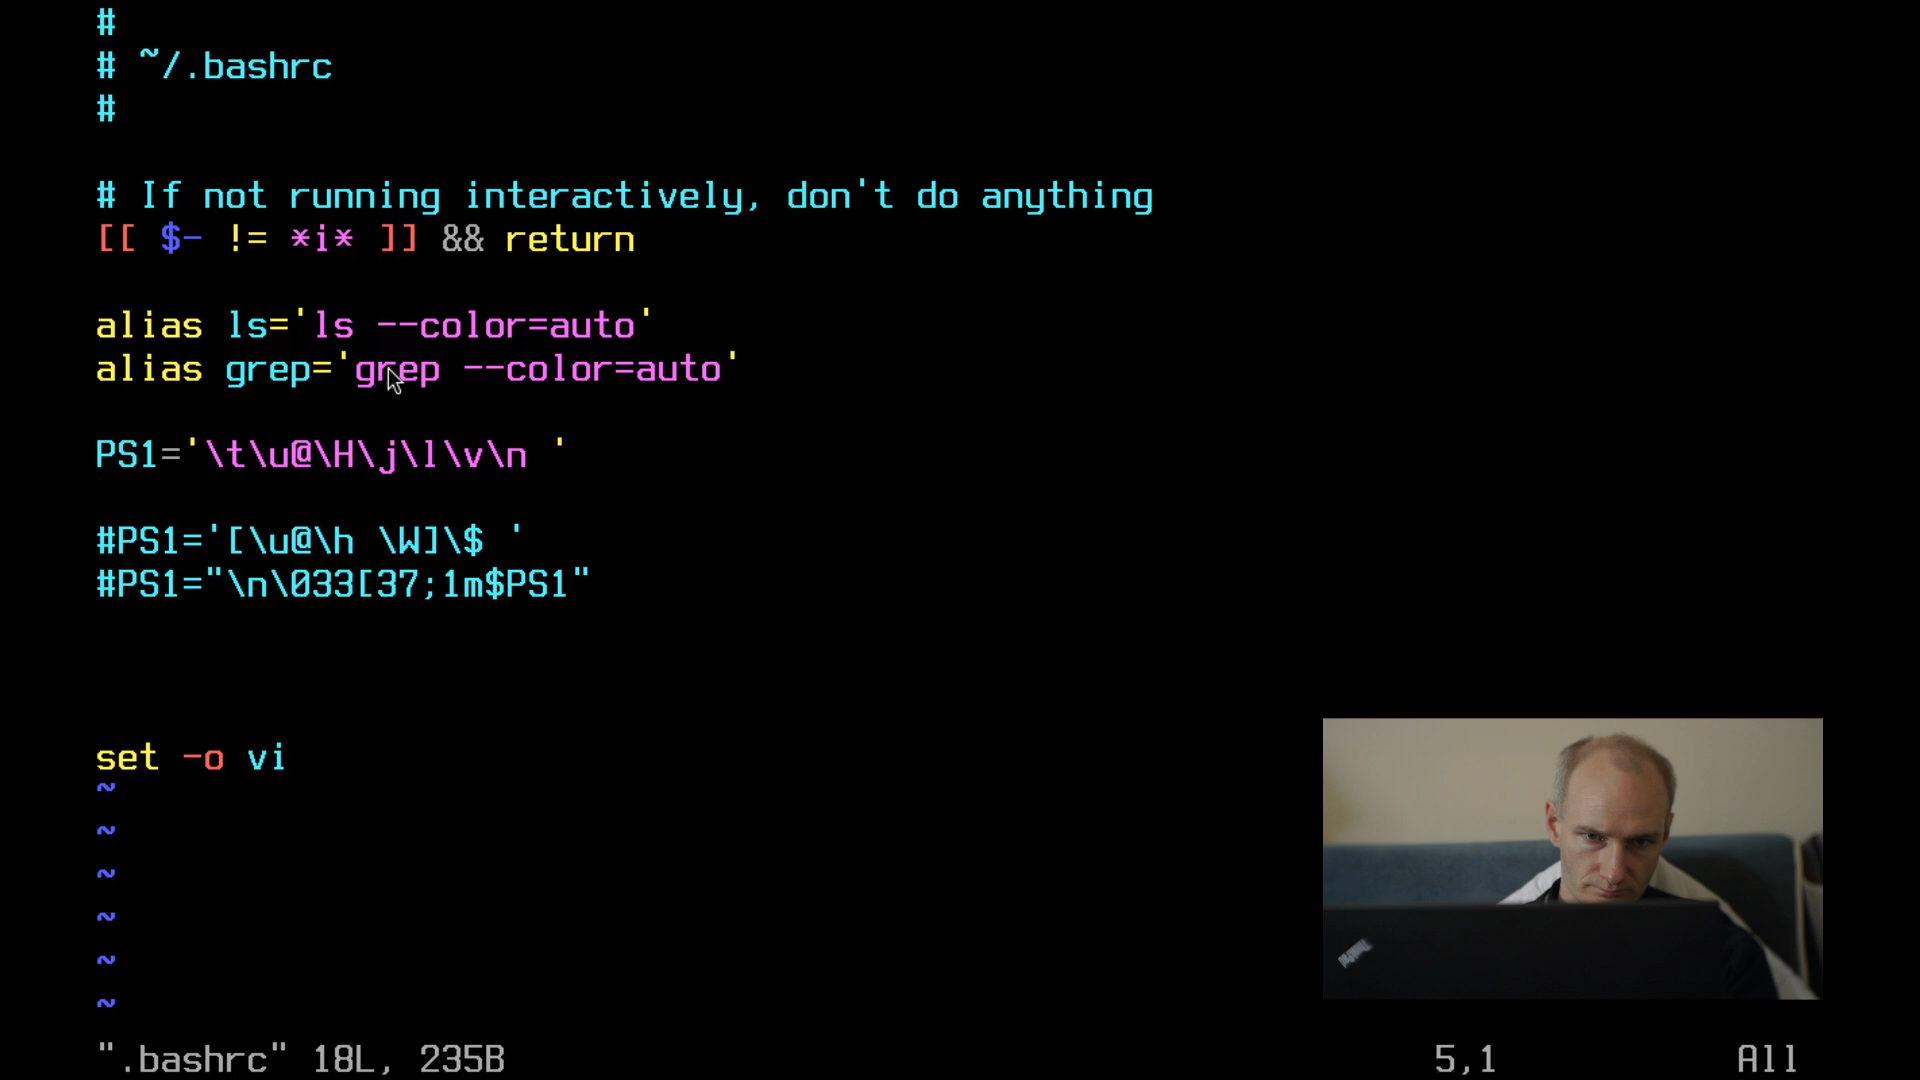 #
# ~/.bashrc
#
# If not running interactively, don't do anything
[[ $- != *i* ]] && return
alias ls='ls --color=auto'
alias grep='grep --color=auto'
PS1='\t\u@\H\j\l\v\n '
#PS1='[\u@\h \W]\$ '
#PS1="\n\033[37;1m$PS1"
set -o vi
~
~
~
~
~
~
".bashrc" 18L, 235B 5,1 All